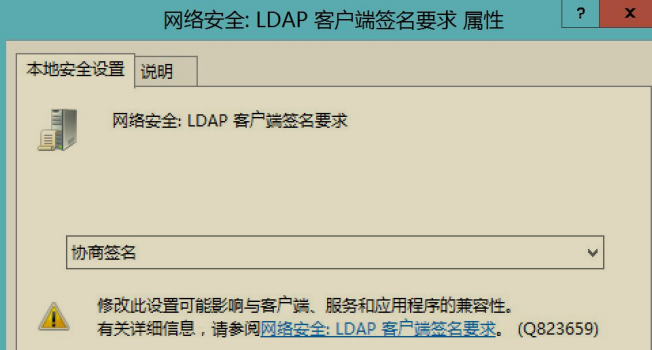 网络安全: LDAP 客户端签名要求 属性
? x
本地安全设置 说明
网络安全: LDAP 客户端签名要求
协商签名
修改此设置可能影响与客户端、服务和应用程序的兼容性。
有关详细信息，请参阅网络安全: LDAP 客户端签名要求。 (Q823659)